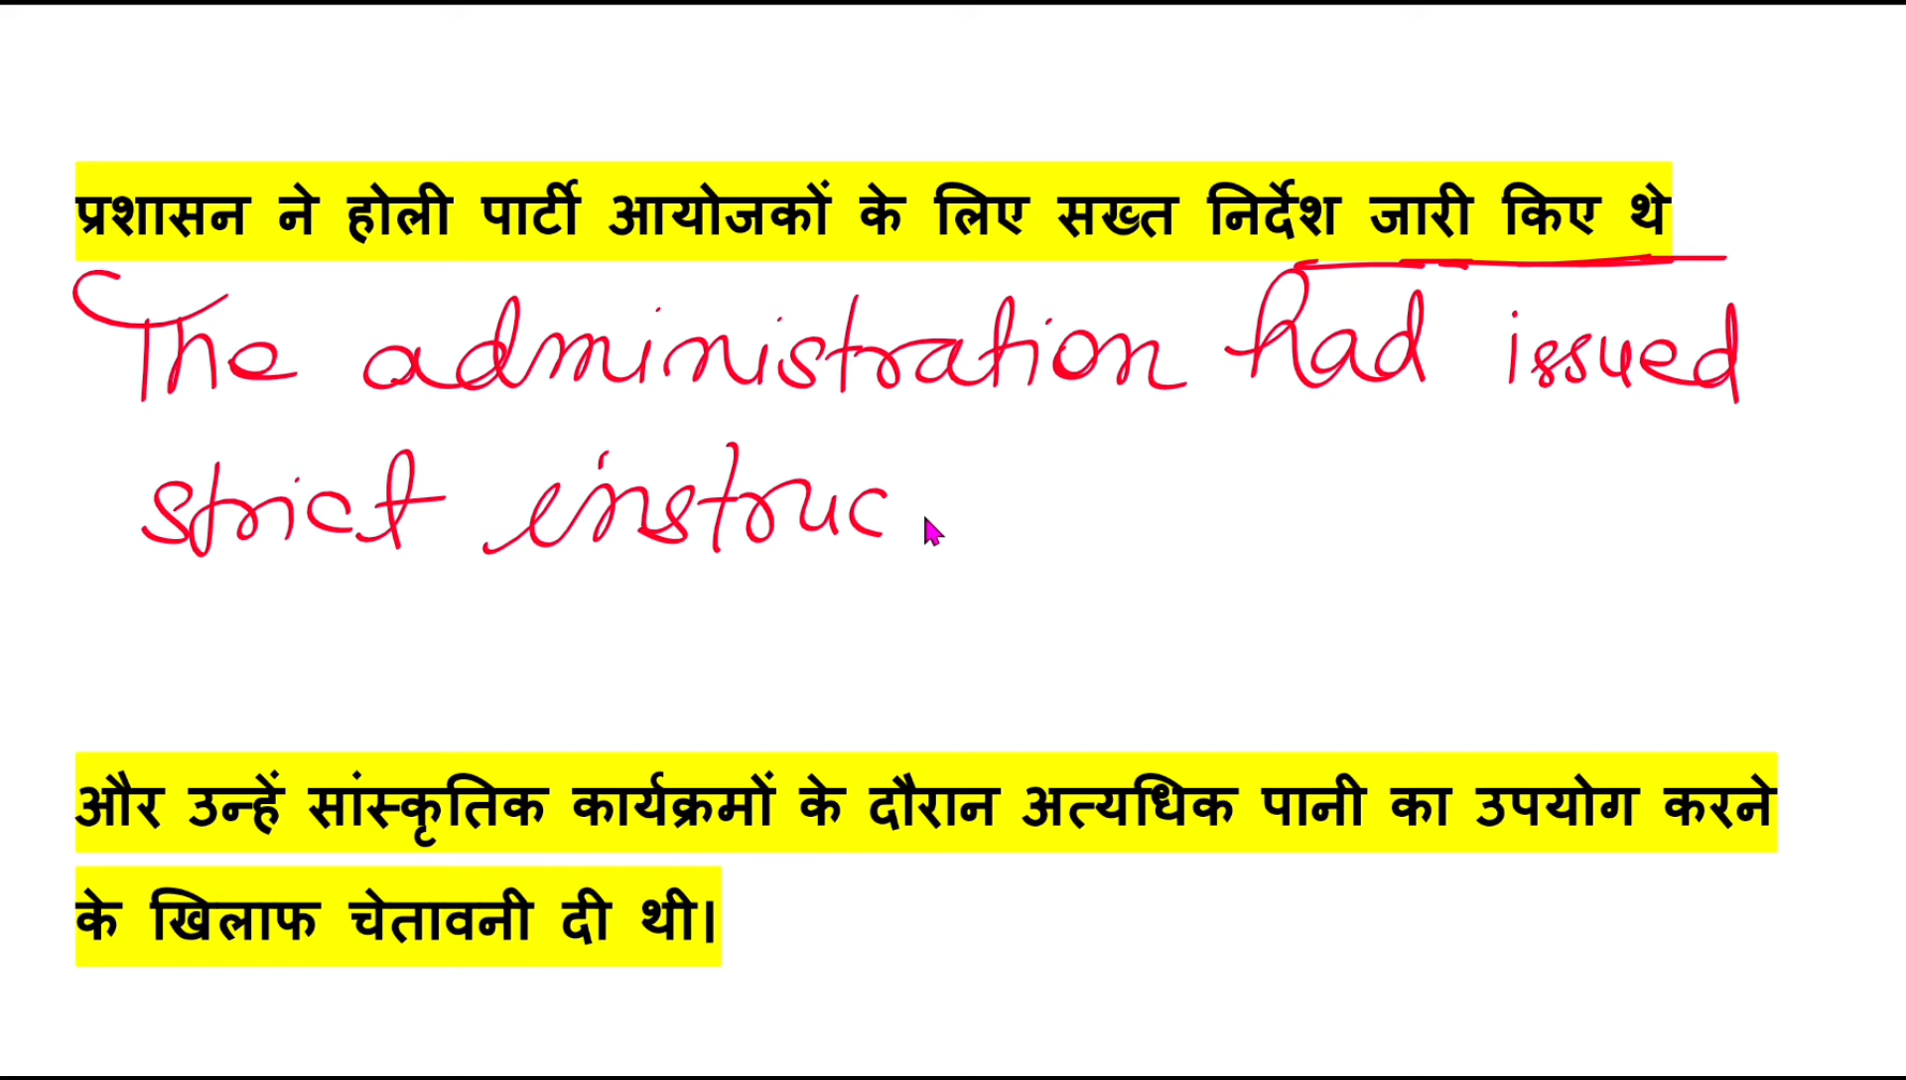 प्रशासन ने होली पार्टी आयोजकों के लिए सख्त निर्देश जारी किए थे
The administration had issued
strict instruc
और उन्हें सांस्कृतिक कार्यक्रमों के दौरान अत्यधिक पानी का उपयोग करने
के खिलाफ चेतावनी दी थी।